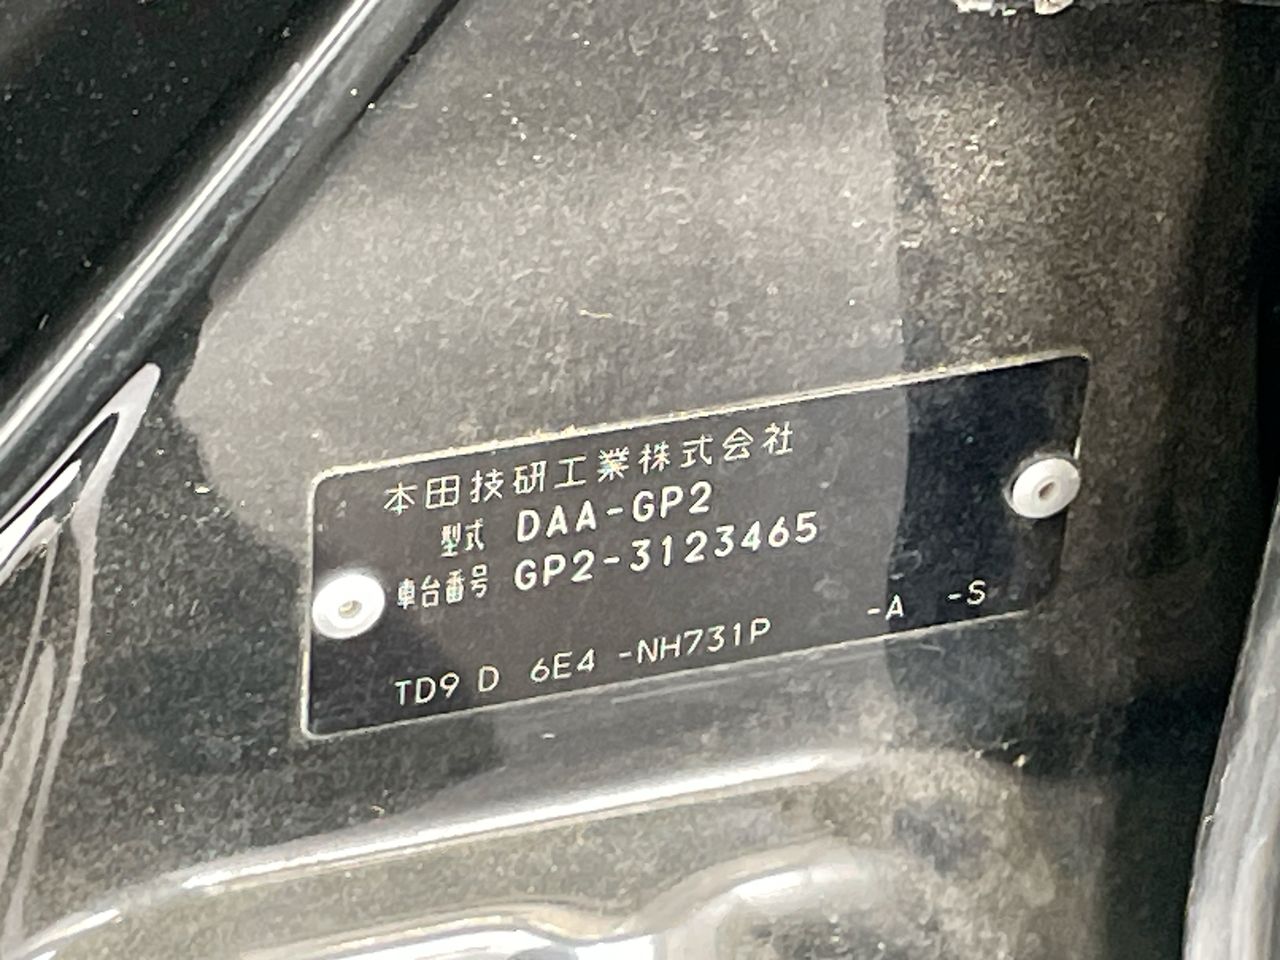 本田技研工業株式会社
型式 DAA-GP2
車台番号 GP2-3123465
TD9 D 6E4 -NH731P -A -S